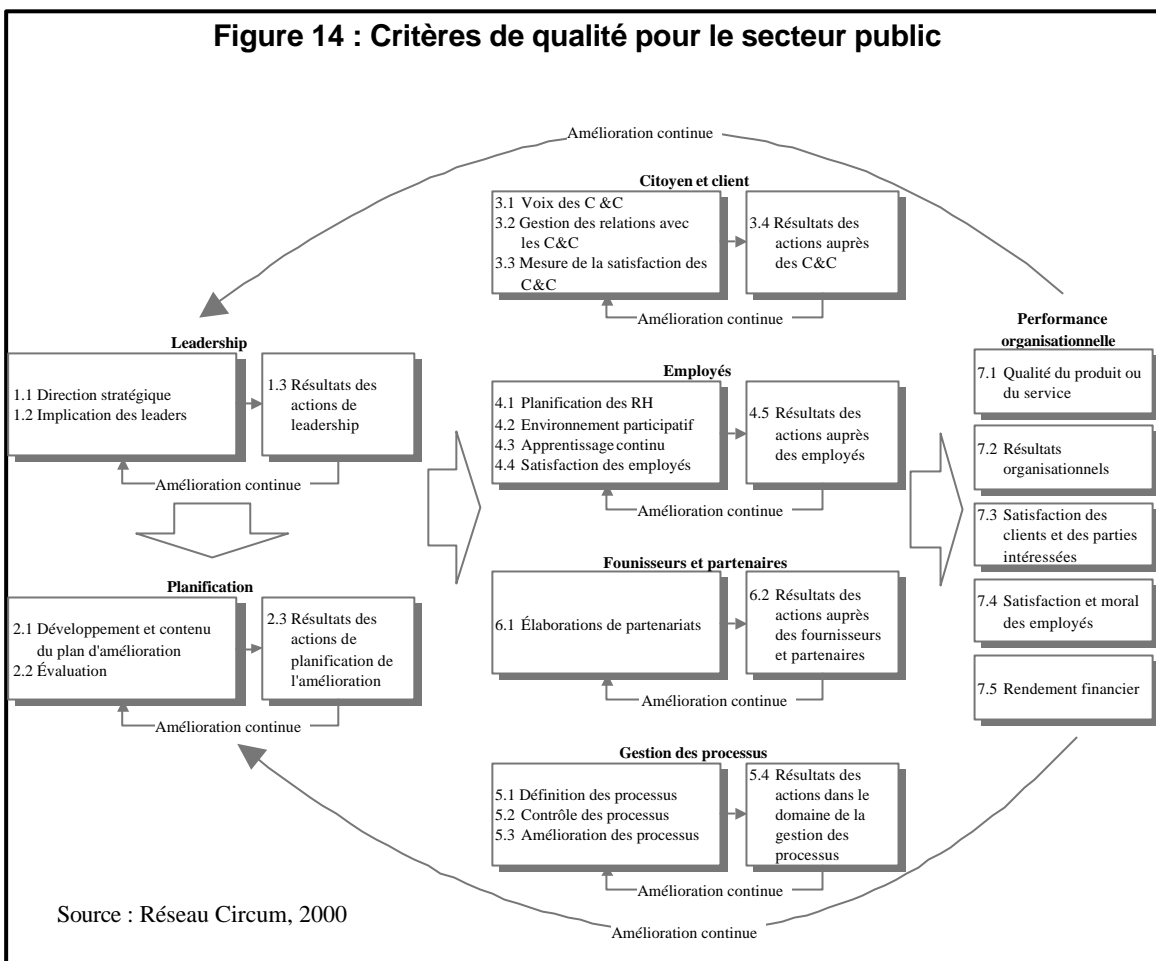 Figure 14 : Critères de qualité pour le secteur public
Amélioration continue
Citoyen et client
3.1 Voix des C &C
3.2 Gestion des relations avec
les C&C
3.3 Mesure de la satisfaction des
C&C
3.4 Résultats des
actions auprès
des C&C
Amélioration continue
Leadership
1.1 Direction stratégique
1.2 Implication des leaders
1.3 Résultats des
actions de
leadership
Amélioration continue
Planification
2.1 Développement et contenu
du plan d'amélioration
2.2 Évaluation
2.3 Résultats des
actions de
planification de
l'amélioration
Amélioration continue
Employés
4.1 Planification des RH
4.2 Environnement participatif
4.3 Apprentissage continu
4.4 Satisfaction des employés
4.5 Résultats des
actions auprès
des employés
Amélioration continue
Founisseurs et partenaires
6.1 Élaborations de partenariats
6.2 Résultats des
actions auprès
des fournisseurs
et partenaires
Amélioration continue
Gestion des processus
5.1 Définition des processus
5.2 Contrôle des processus
5.3 Amélioration des processus
5.4 Résultats des
actions dans le
domaine de la
gestion des
processus
Amélioration continue
Performance
organisationnelle
7.1 Qualité du produit ou
du service
7.2 Résultats
organisationnels
7.3 Satisfaction des
clients et des parties
intéressées
7.4 Satisfaction et moral
des employés
7.5 Rendement financier
Amélioration continue
Source : Réseau Circum, 2000